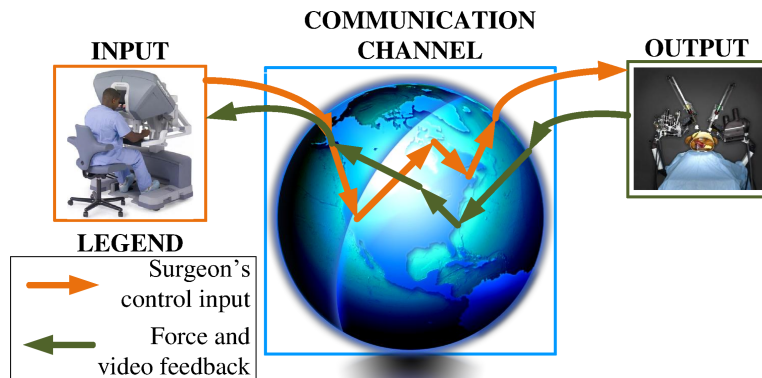 COMMUNICATION
CHANNEL
INPUT
OUTPUT
LEGEND
Surgeon's
control input
Force and
video feedback